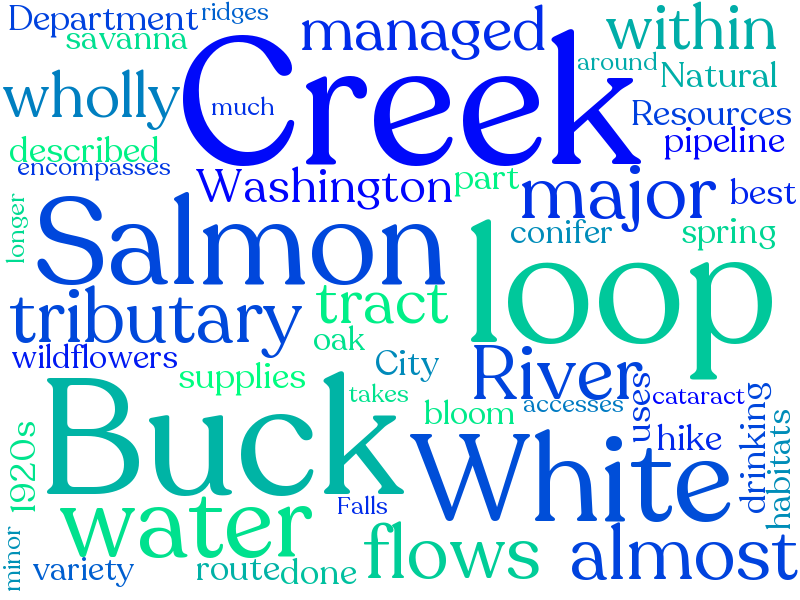 Department
ridges
savanna
managed
within
Creek
around
Natural
wholly
much
Resources
described
pipeline
encompasses
Washington
part
major
best
longer
Salmon
conifer
spring
loop
tributary
tract
oak
wildflowers
City
River
supplies
Buck
takes
accesses
uses
cataract
bloom
drinking
habitats
1920s
White
hike
water
Falls
flows
almost
minor
variety
route
done